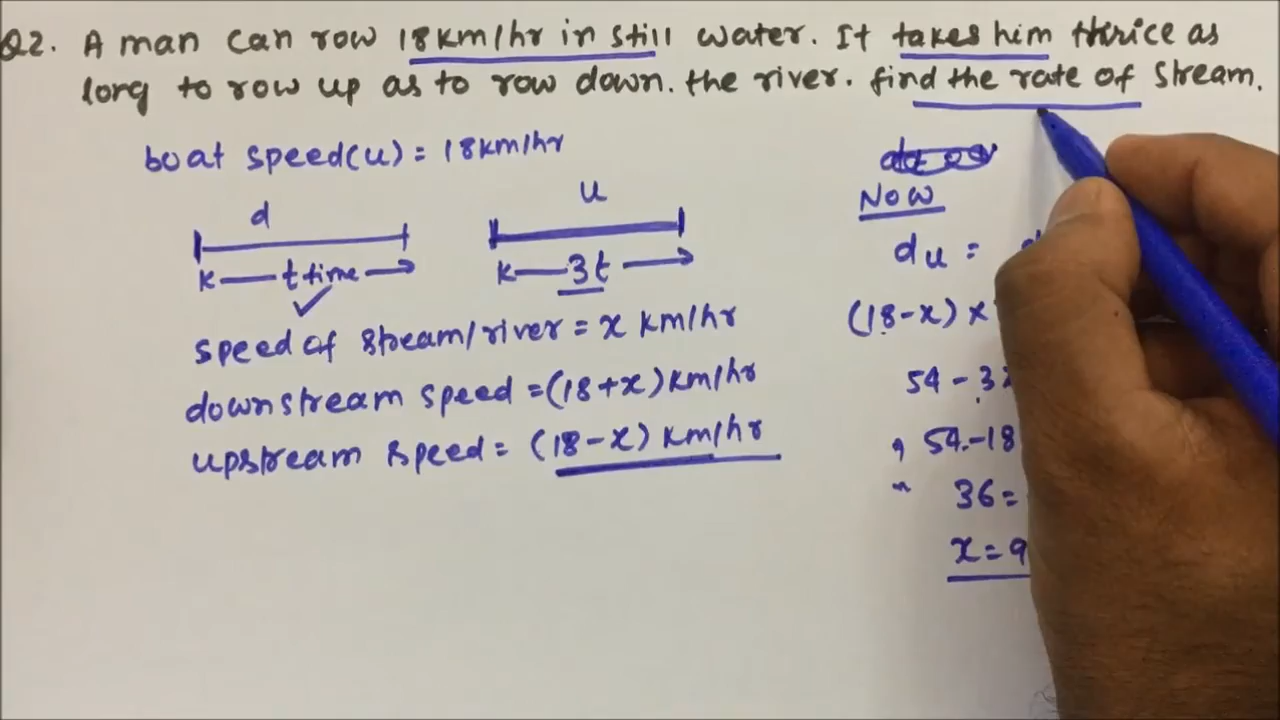 Q2. A man can row 18km/hr in still water. It takes him thrice as
long to row up as to row down. the river. find the rate of stream.
boat speed(u) = 18km/hr
d
t time
u
3t
speed of stream/river = x km/hr
downstream speed = (18+x) km/hr
upstream speed = (18-x) km/hr
Now
du =
(18-x) x
54 - 3
54-18
36=
x=9